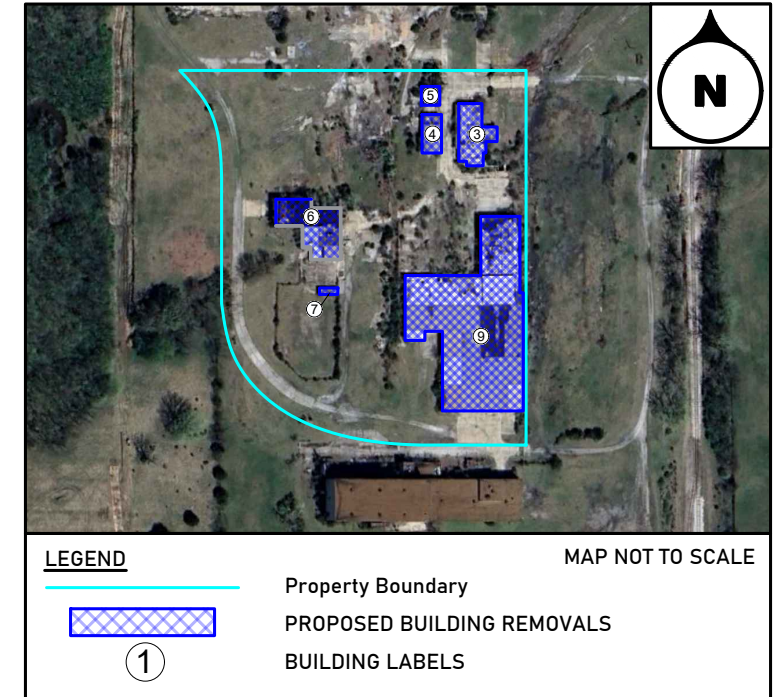 N
5
4
3
6
7
9
LEGEND
MAP NOT TO SCALE
Property Boundary
PROPOSED BUILDING REMOVALS
1
BUILDING LABELS